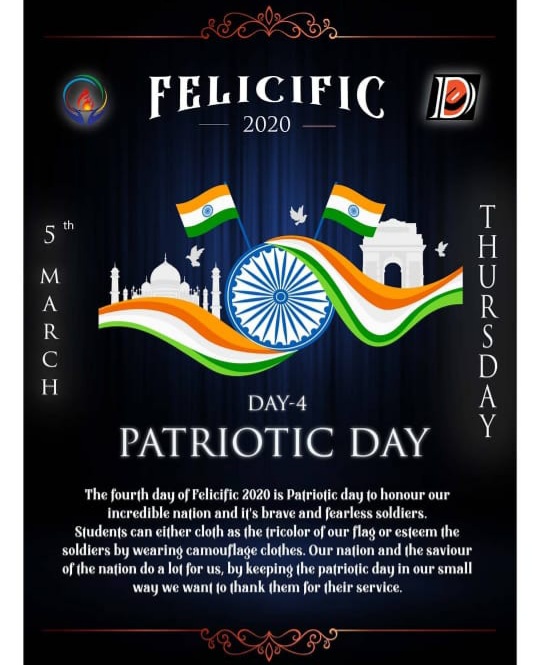 FELICIFIC
2020
5th MARCH
THURSDAY
DAY-4
PATRIOTIC DAY
The fourth day of Felicific 2020 is Patriotic day to honour our
incredible nation and it's brave and fearless soldiers.
Students can either cloth as the tricolor of our flag or esteem the
soldiers by wearing camouflage clothes. Our nation and the saviour
of the nation do a lot for us, by keeping the patriotic day in our small
way we want to thank them for their service.